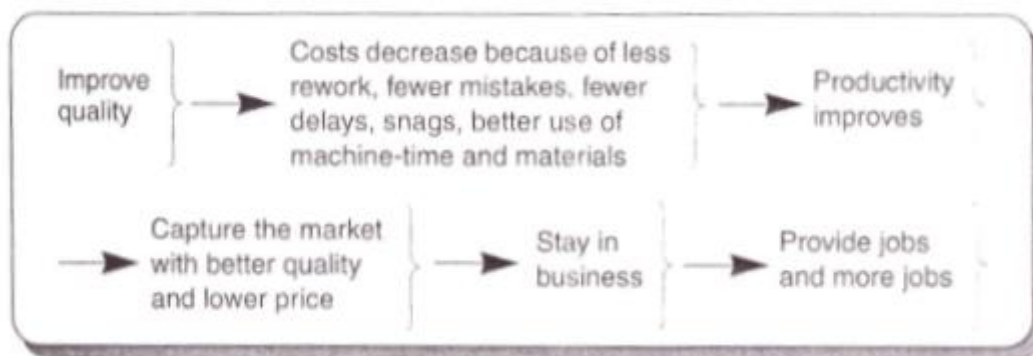 Improve
quality
Costs decrease because of less
rework, fewer mistakes, fewer
delays, snags, better use of
machine-time and materials
Productivity
improves
Capture the market
with better quality
and lower price
Stay in
business
Provide jobs
and more jobs